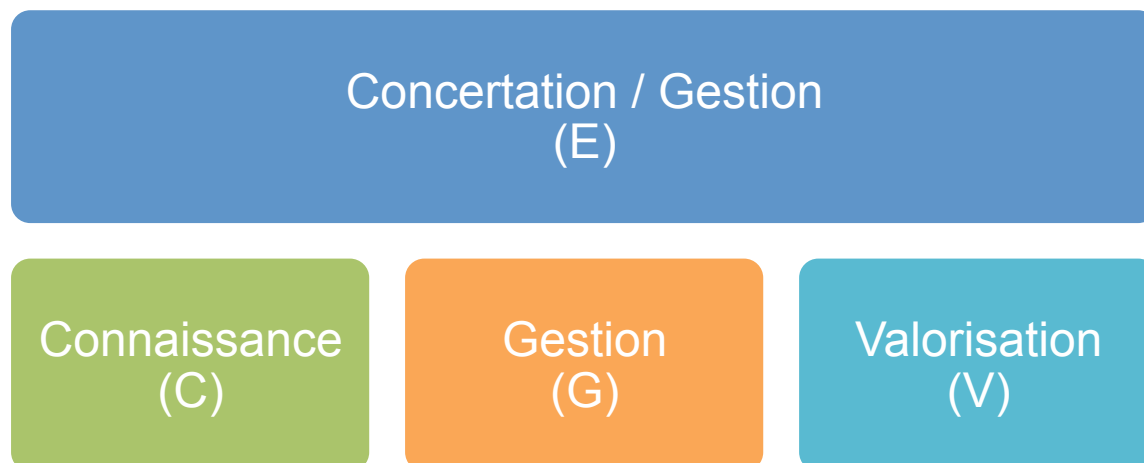 Concertation / Gestion
(E)
Connaissance
(C)
Gestion
(G)
Valorisation
(V)